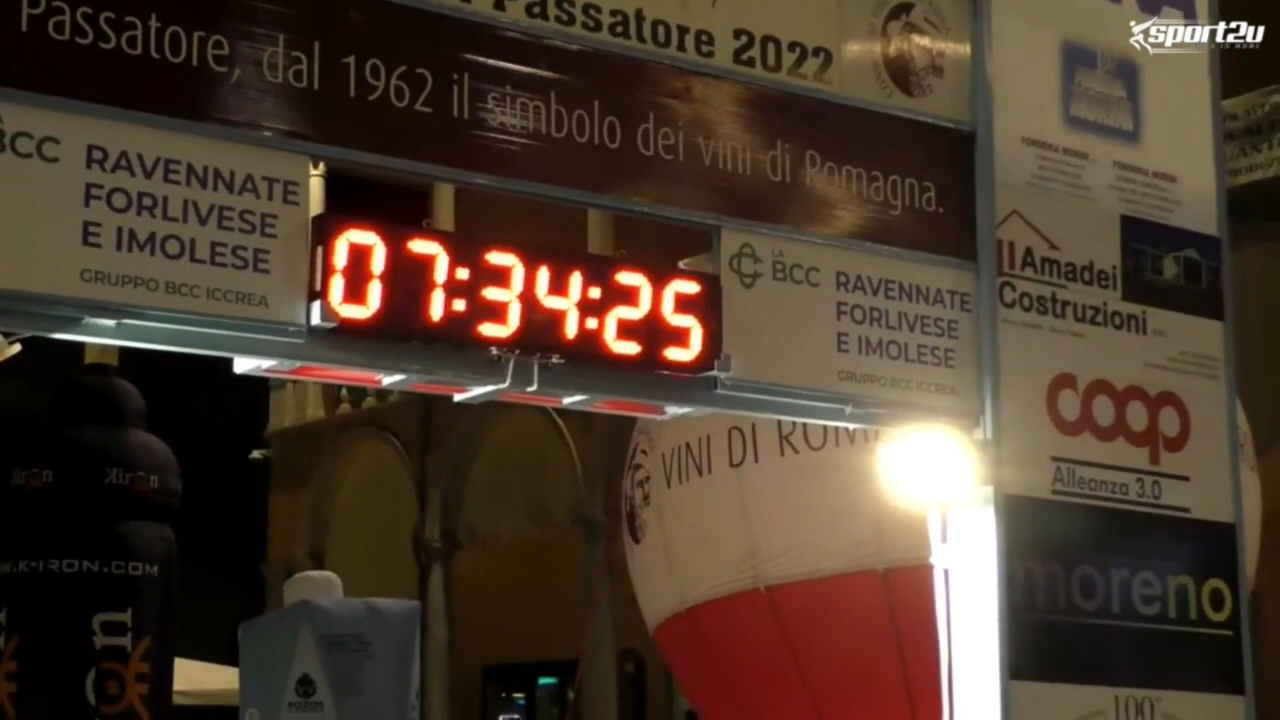 Passatore 2022
sport2u
Passatore, dal 1962 il simbolo dei vini di Romagna.
BCC
RAVENNATE
FORLIVESE
E IMOLESE
GRUPPO BCC ICCREA
07:34:25
LA
BCC
RAVENNATE
FORLIVESE
E IMOLESE
GRUPPO BCC ICCREA
Amadei
Costruzioni
coop
Alleanza 3.0
moreno
100
VINI DI ROM
Kiron
.K-IRON.COM